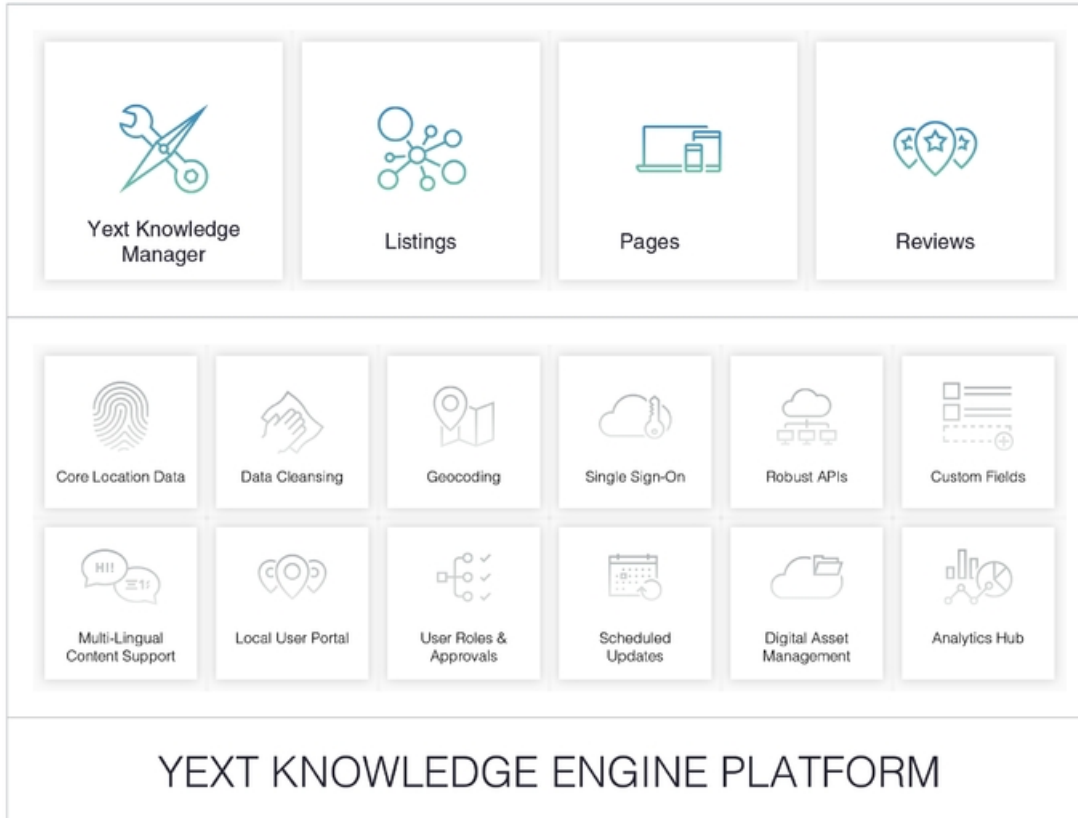 Yext Knowledge
Manager
Listings
Pages
Reviews
Core Location Data
Data Cleansing
Geocoding
Single Sign-On
Robust APIs
Custom Fields
HI!
Multi-Lingual
Content Support
Local User Portal
User Roles &
Approvals
Scheduled
Updates
Digital Asset
Management
Analytics Hub
YEXT KNOWLEDGE ENGINE PLATFORM